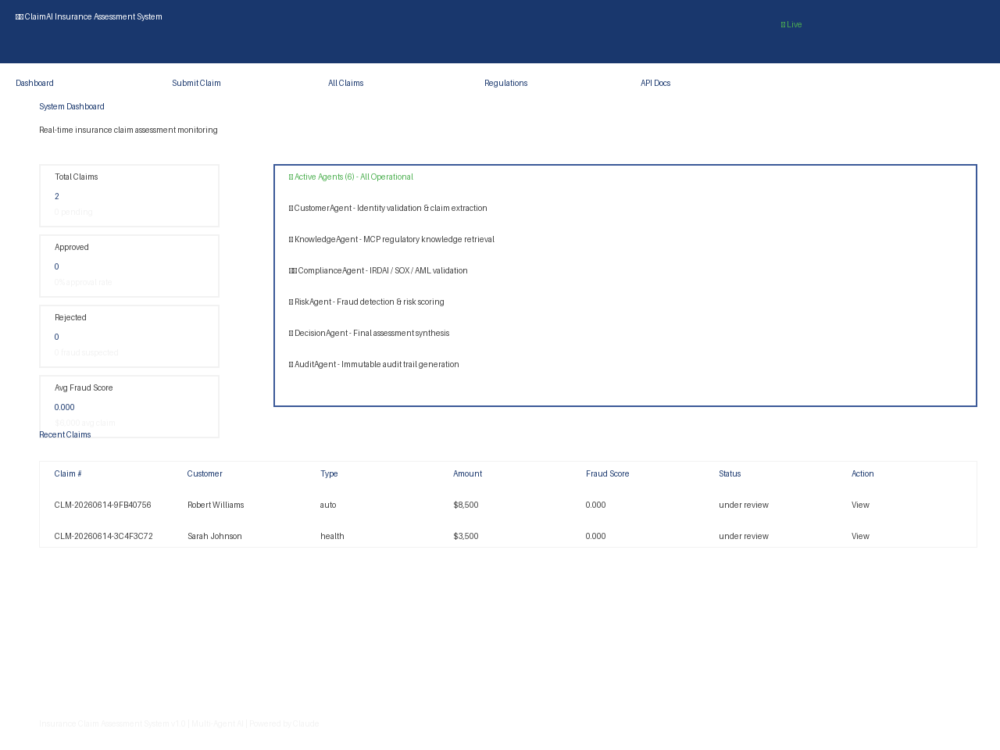 ClaimAI Insurance Assessment System
Live
Dashboard Submit Claim All Claims Regulations API Docs
System Dashboard
Real-time insurance claim assessment monitoring
Total Claims
2
0 pending
Approved
0
0% approval rate
Rejected
0
0 fraud suspected
Avg Fraud Score
0.000
$6,000 avg claim
Active Agents (6) - All Operational
CustomerAgent - Identity validation & claim extraction
KnowledgeAgent - MCP regulatory knowledge retrieval
ComplianceAgent - IRDAI / SOX / AML validation
RiskAgent - Fraud detection & risk scoring
DecisionAgent - Final assessment synthesis
AuditAgent - Immutable audit trail generation
Recent Claims
Claim # Customer Type Amount Fraud Score Status Action
CLM-20260614-9FB40756 Robert Williams auto $8,500 0.000 under review View
CLM-20260614-3C4F3C72 Sarah Johnson health $3,500 0.000 under review View
Insurance Claim Assessment System v1.0 | Multi-Agent AI | Powered by Claude